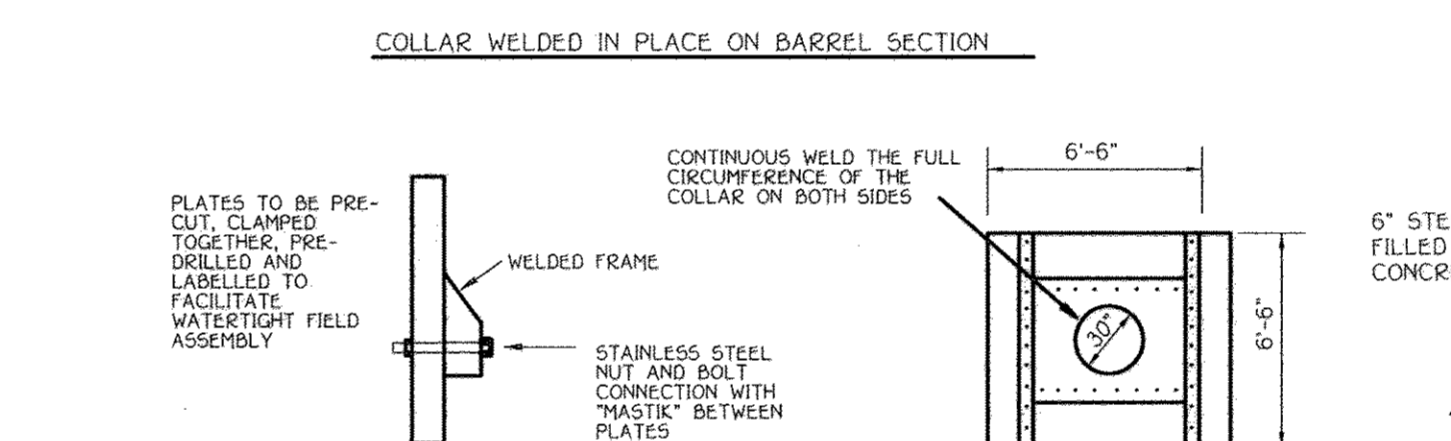 COLLAR WELDED IN PLACE ON BARREL SECTION
PLATES TO BE PRE-
CUT, CLAMPED
TOGETHER, PRE-
DRILLED AND
LABELLED TO
FACILITATE
WATERTIGHT FIELD
ASSEMBLY
WELDED FRAME
STAINLESS STEEL
NUT AND BOLT
CONNECTION WITH
"MASTIK" BETWEEN
PLATES
CONTINUOUS WELD THE FULL
CIRCUMFERENCE OF THE
COLLAR ON BOTH SIDES
6'-6"
30"
6'-6"
6" STE
FILLED
CONCR